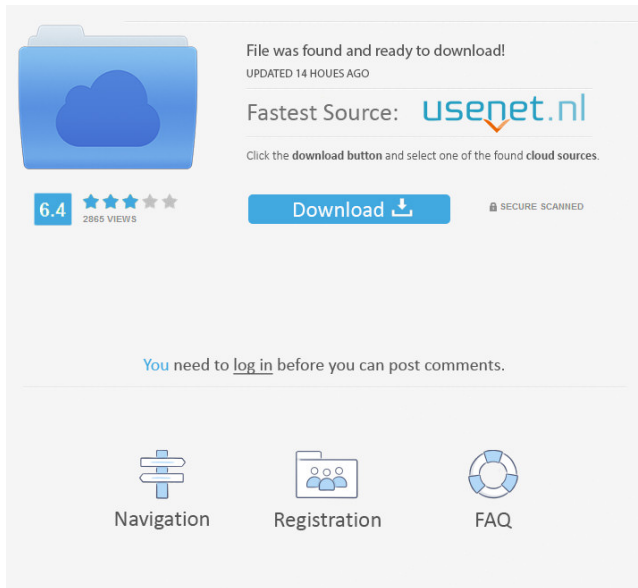 File was found and ready to download!
UPDATED 14 HOUES AGO
Fastest Source: usenet.nl
Click the download button and select one of the found cloud sources.
6.4
2865 VIEWS
Download
SECURE SCANNED
You need to log in before you can post comments.
Navigation
Registration
FAQ